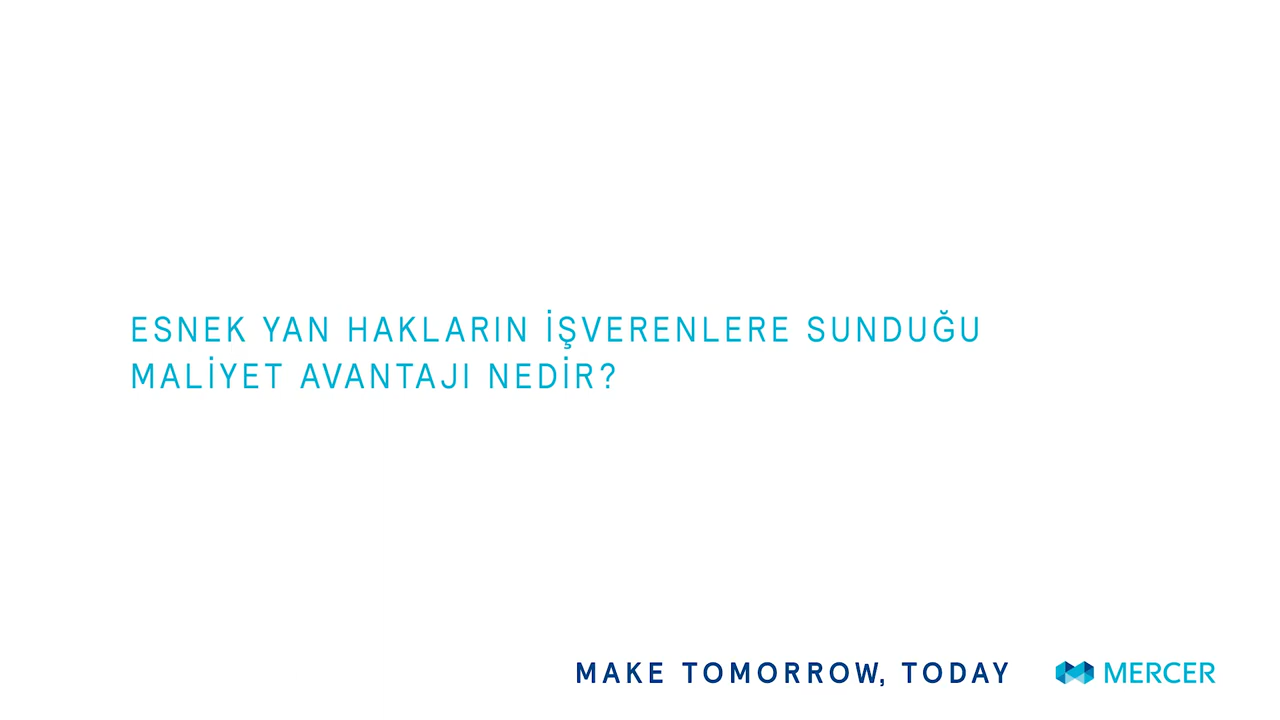 ESNEK YAN HAKLARIN İŞVERENLERE SUNDUĞU
MALİYET AVANTAJI NEDİR?
MAKE TOMORROW, TODAY MERCER